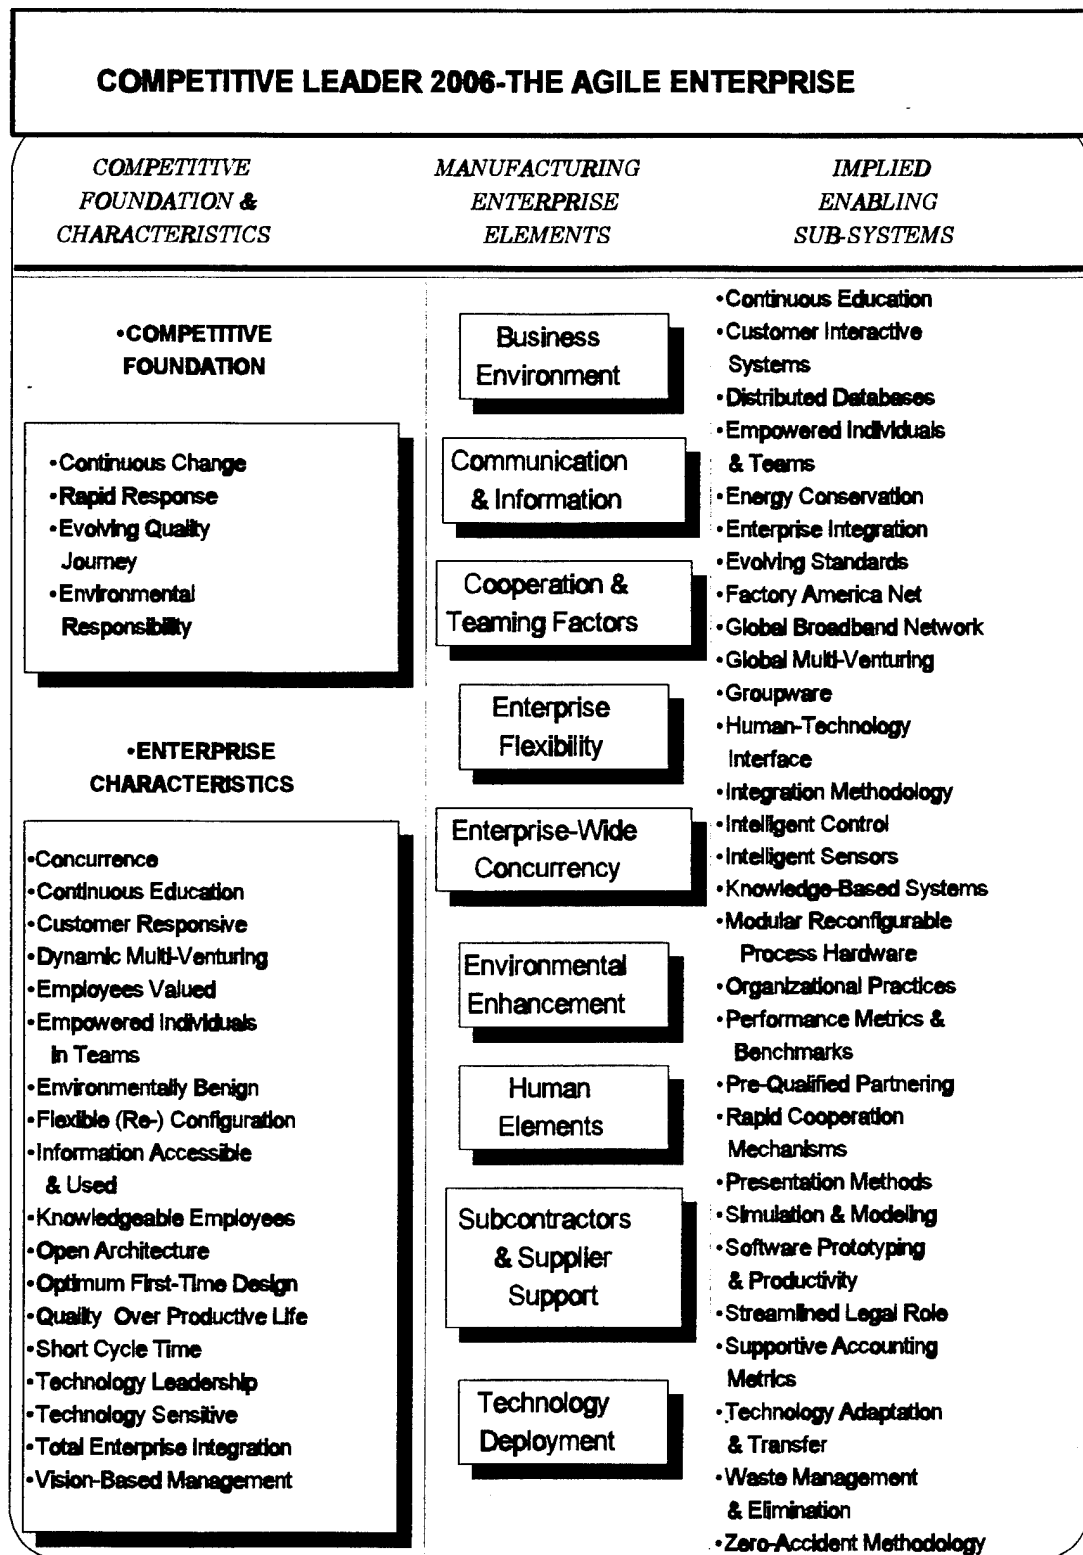 COMPETITIVE LEADER 2006-THE AGILE ENTERPRISE
COMPETITIVE
FOUNDATION &
CHARACTERISTICS
MANUFACTURING
ENTERPRISE
ELEMENTS
IMPLIED
ENABLING
SUB-SYSTEMS
•COMPETITIVE
FOUNDATION
•Continuous Change
•Rapid Response
•Evolving Quality
Journey
•Environmental
Responsibility
•ENTERPRISE
CHARACTERISTICS
•Concurrence
•Continuous Education
•Customer Responsive
•Dynamic Multi-Venturing
•Employees Valued
•Empowered Individuals
in Teams
•Environmentally Benign
•Flexible (Re-) Configuration
•Information Accessible
& Used
•Knowledgeable Employees
•Open Architecture
•Optimum First-Time Design
•Quality Over Productive Life
•Short Cycle Time
•Technology Leadership
•Technology Sensitive
•Total Enterprise Integration
•Vision-Based Management
Business
Environment
Communication
& Information
Cooperation &
Teaming Factors
Enterprise
Flexibility
Enterprise-Wide
Concurrency
Environmental
Enhancement
Human
Elements
Subcontractors
& Supplier
Support
Technology
Deployment
•Continuous Education
•Customer Interactive
Systems
•Distributed Databases
•Empowered Individuals
& Teams
•Energy Conservation
•Enterprise Integration
•Evolving Standards
•Factory America Net
•Global Broadband Network
•Global Multi-Venturing
•Groupware
•Human-Technology
Interface
•Integration Methodology
•Intelligent Control
•Intelligent Sensors
•Knowledge-Based Systems
•Modular Reconfigurable
Process Hardware
•Organizational Practices
•Performance Metrics &
Benchmarks
•Pre-Qualified Partnering
•Rapid Cooperation
Mechanisms
•Presentation Methods
•Simulation & Modeling
•Software Prototyping
& Productivity
•Streamlined Legal Role
•Supportive Accounting
Metrics
•Technology Adaptation
& Transfer
•Waste Management
& Elimination
•Zero-Accident Methodology